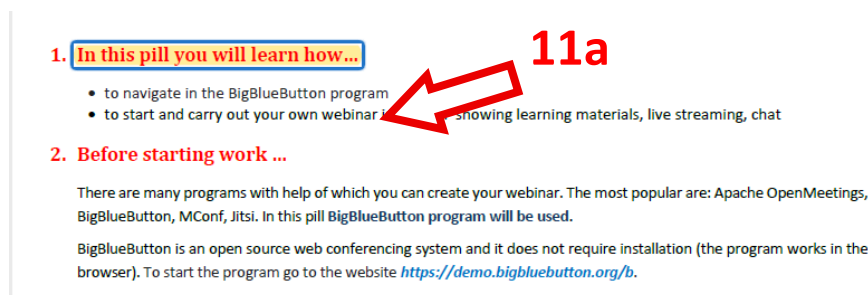 11a
1. In this pill you will learn how...
• to navigate in the BigBlueButton program
• to start and carry out your own webinar showing learning materials, live streaming, chat
2. Before starting work ...
There are many programs with help of which you can create your webinar. The most popular are: Apache OpenMeetings,
BigBlueButton, MConf, Jitsi. In this pill BigBlueButton program will be used.
BigBlueButton is an open source web conferencing system and it does not require installation (the program works in the
browser). To start the program go to the website https://demo.bigbluebutton.org/b.